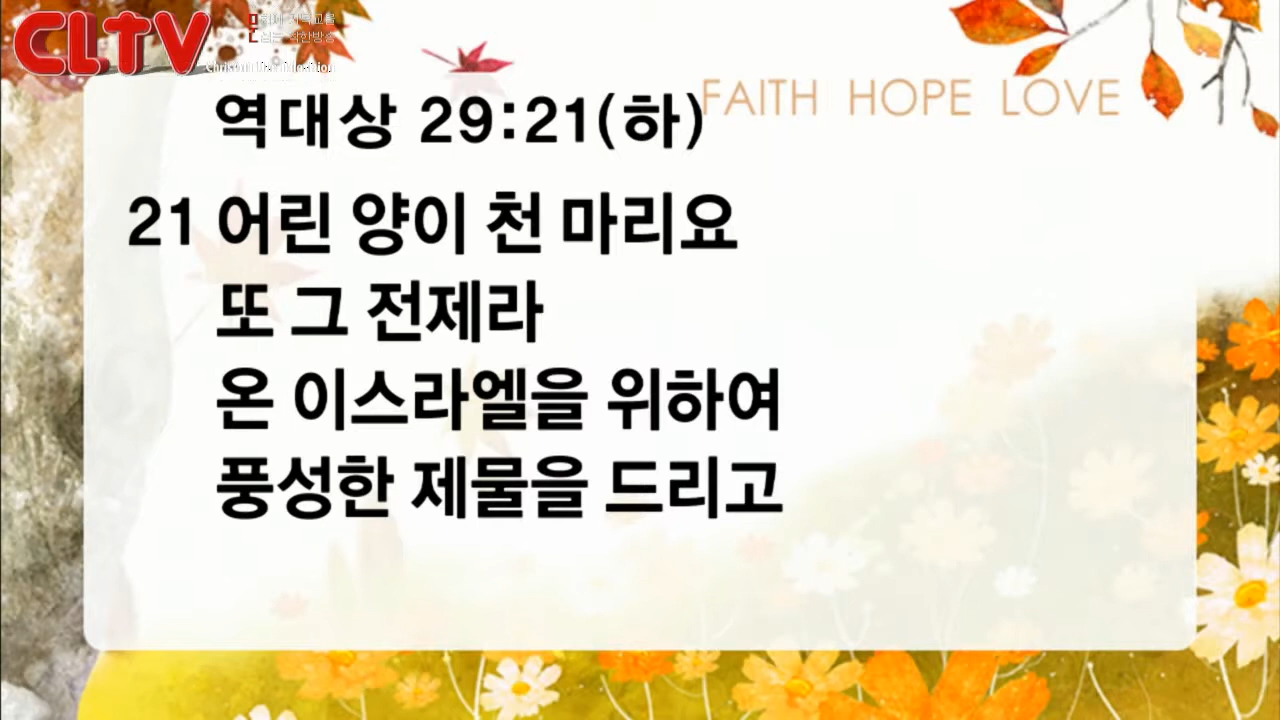 CLTV
FAITH HOPE LOVE
역대상 29:21(하)
21 어린 양이 천 마리요
또 그 전제라
온 이스라엘을 위하여
풍성한 제물을 드리고